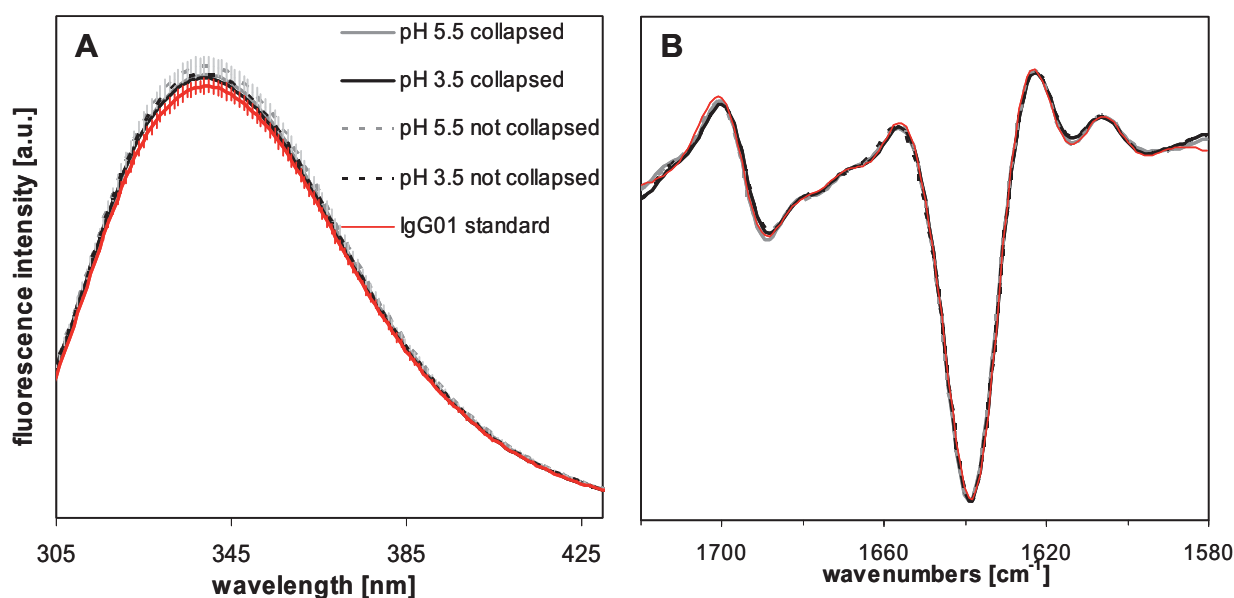 A
pH 5.5 collapsed
pH 3.5 collapsed
pH 5.5 not collapsed
pH 3.5 not collapsed
IgG01 standard
fluorescence intensity [a.u.]
305 345 385 425
wavelength [nm]
B
1700 1660 1620 1580
wavenumbers [cm⁻¹]